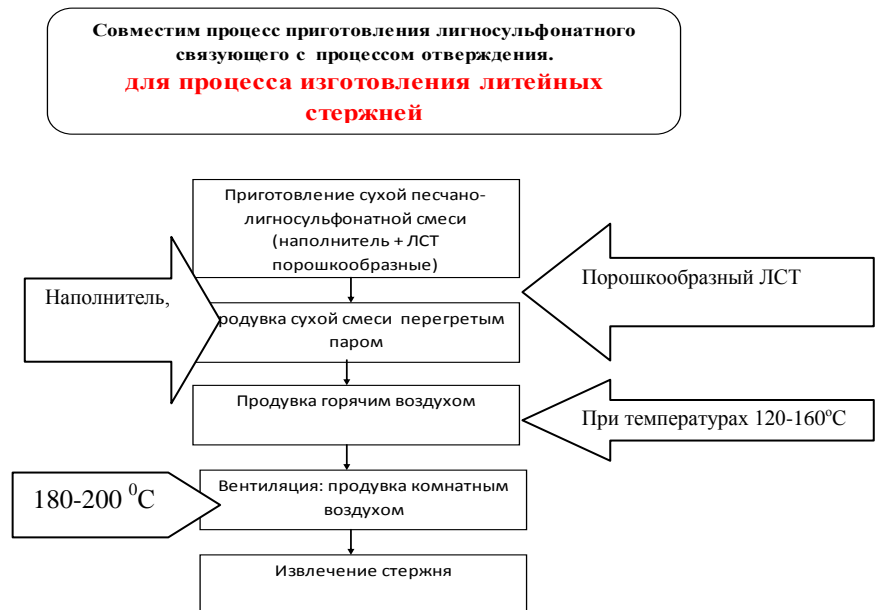 Совместим процесс приготовления лигносульфонатного
связующего с процессом отверждения.
для процесса изготовления литейных
стержней
Приготовление сухой песчано-
лигносульфонатной смеси
(наполнитель + ЛСТ
порошкообразные)
Наполнитель,
Порошкообразный ЛСТ
родувка сухой смеси перегретым
паром
Продувка горячим воздухом
При температурах 120-160°С
180-200 ⁰С
Вентиляция: продувка комнатным
воздухом
Извлечение стержня